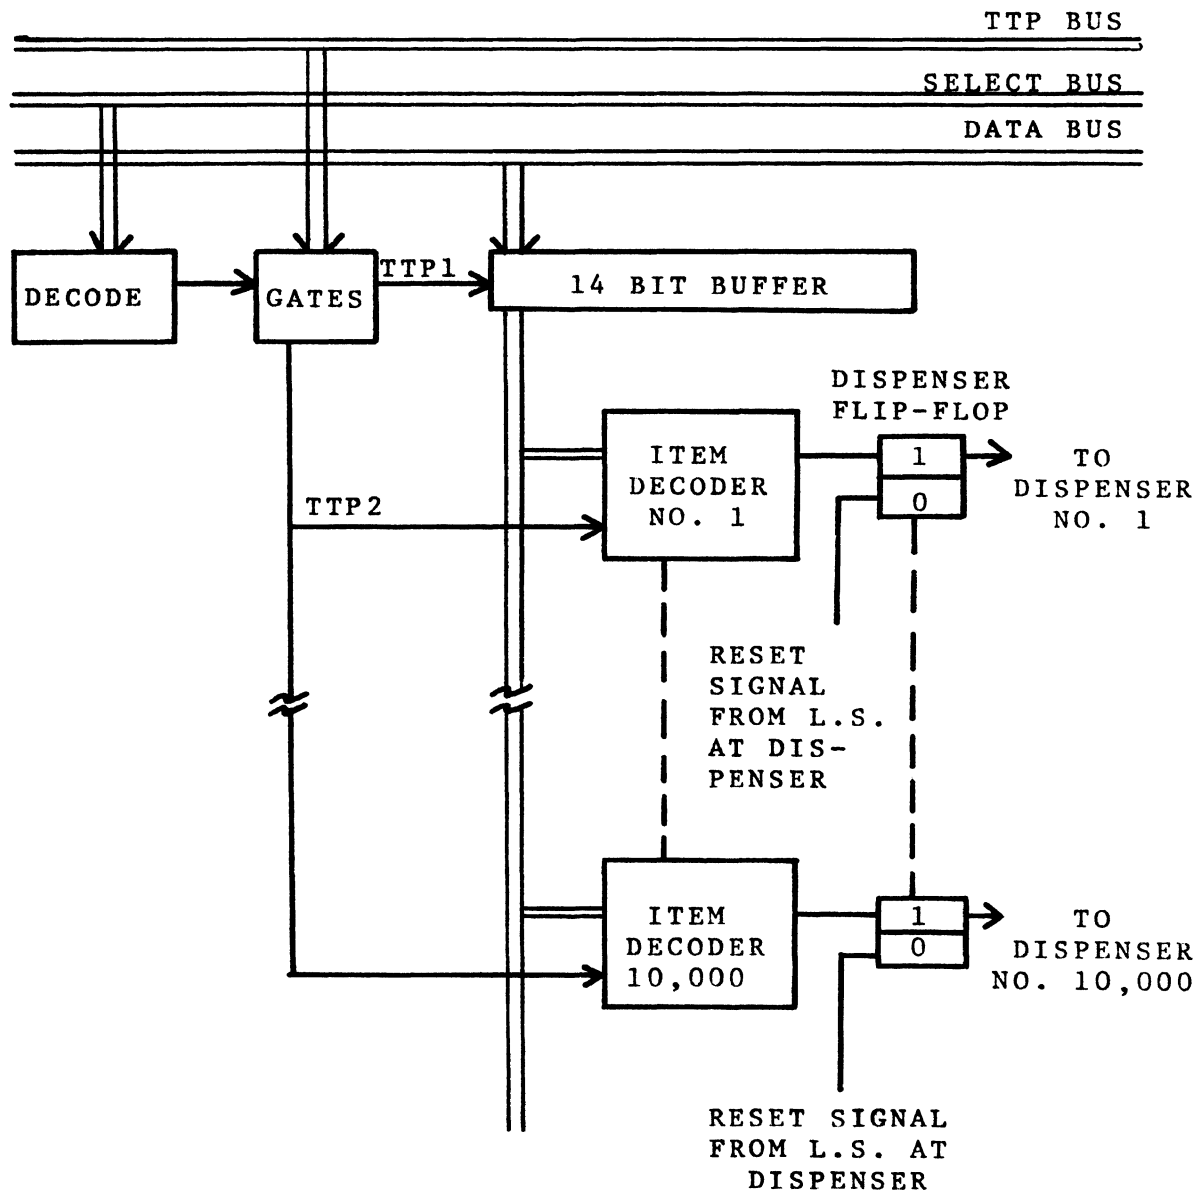 TTP BUS
SELECT BUS
DATA BUS
DECODE
GATES
TTP1
14 BIT BUFFER
DISPENSER
FLIP-FLOP
ITEM
DECODER
NO. 1
1
0
TO
DISPENSER
NO. 1
TTP2
RESET
SIGNAL
FROM L.S.
AT DIS-
PENSER
ITEM
DECODER
10,000
1
0
TO
DISPENSER
NO. 10,000
RESET SIGNAL
FROM L.S. AT
DISPENSER